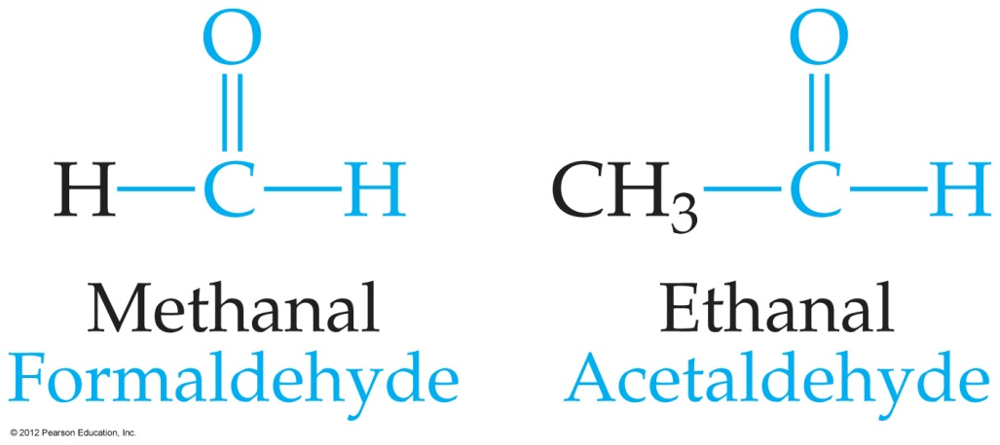 O O
H—C—H CH₃—C—H
Methanal Ethanal
Formaldehyde Acetaldehyde
© 2012 Pearson Education, Inc.